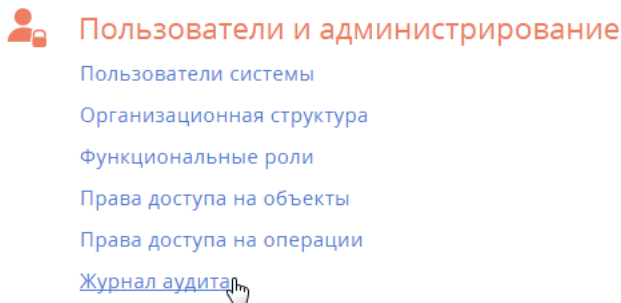 Пользователи и администрирование
Пользователи системы
Организационная структура
Функциональные роли
Права доступа на объекты
Права доступа на операции
Журнал аудита